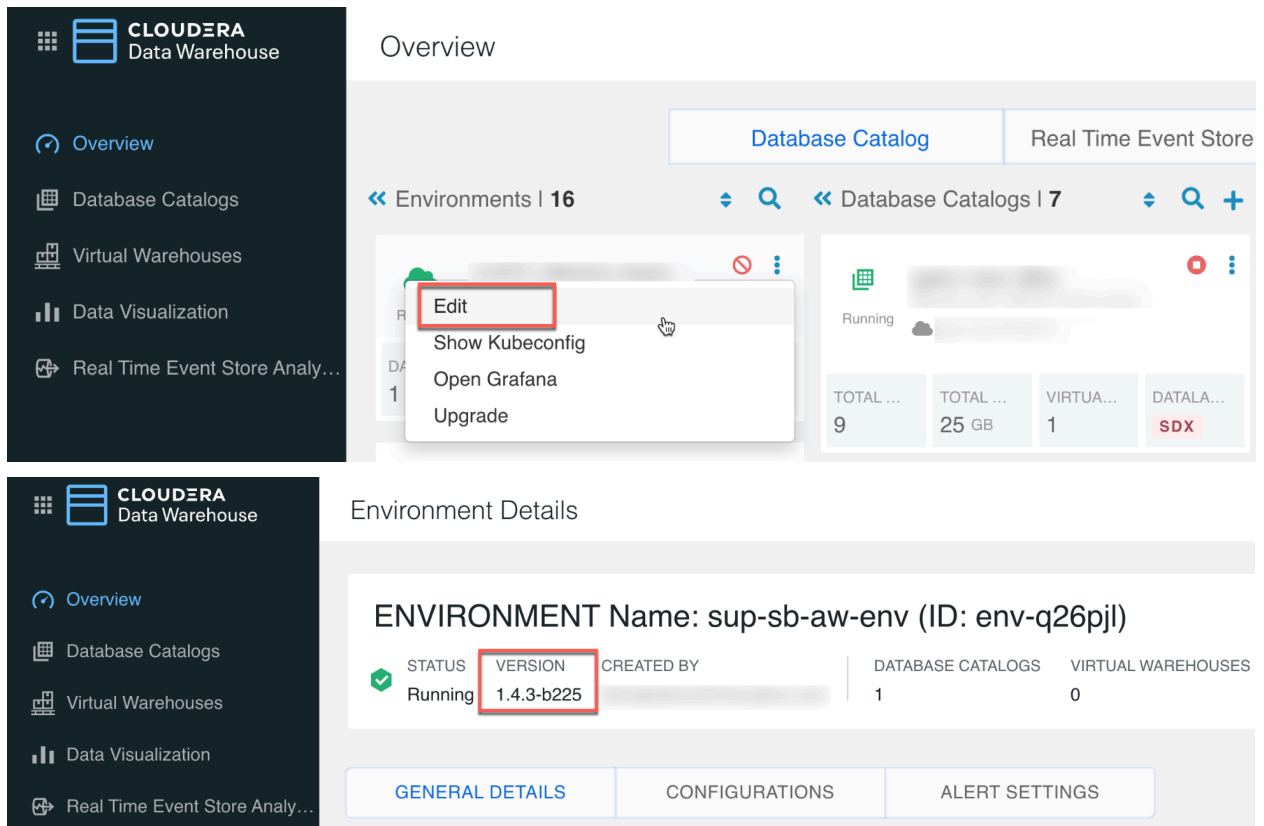 CLOUDERA
Data Warehouse
Overview
Database Catalogs
Virtual Warehouses
Data Visualization
Real Time Event Store Analy...
Overview
Database Catalog
Real Time Event Store
Environments | 16
Database Catalogs | 7
R
Edit
Show Kubeconfig
Open Grafana
Upgrade
DA
1
Running
TOTAL ...
9
TOTAL ...
25 GB
VIRTUA...
1
DATALA...
SDX
CLOUDERA
Data Warehouse
Overview
Database Catalogs
Virtual Warehouses
Data Visualization
Real Time Event Store Analy...
Environment Details
ENVIRONMENT Name: sup-sb-aw-env (ID: env-q26pjl)
STATUS
Running
VERSION
1.4.3-b225
CREATED BY
DATABASE CATALOGS
1
VIRTUAL WAREHOUSES
0
GENERAL DETAILS
CONFIGURATIONS
ALERT SETTINGS